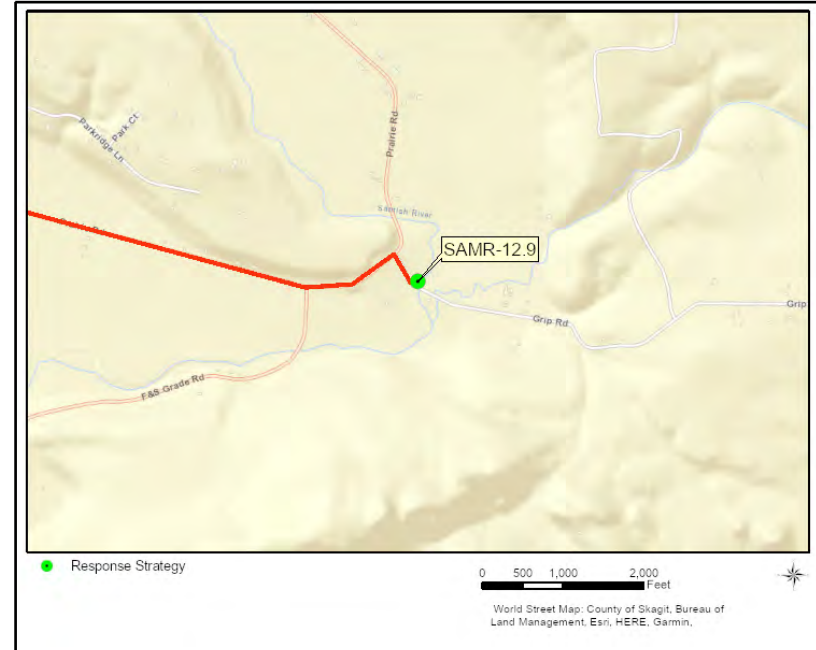 Prairie Rd
Park Ct
Parkridge Ln
Samish River
SAMR-12.9
Grip Rd
Grip
F&S Grade Rd
Response Strategy
0 500 1,000 2,000
Feet
World Street Map: County of Skagit, Bureau of
Land Management, Esri, HERE, Garmin,